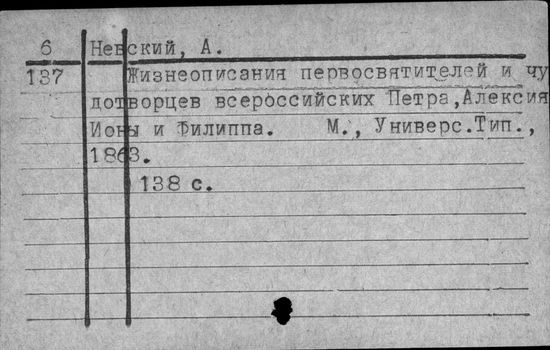 6 Невский, А.
137 Жизнеописания первосвятителей и чу
дотворцев всероссийских Петра,Алексия
Ионы и Филиппа. М., Универс.Тип.,
1863.
138 с.